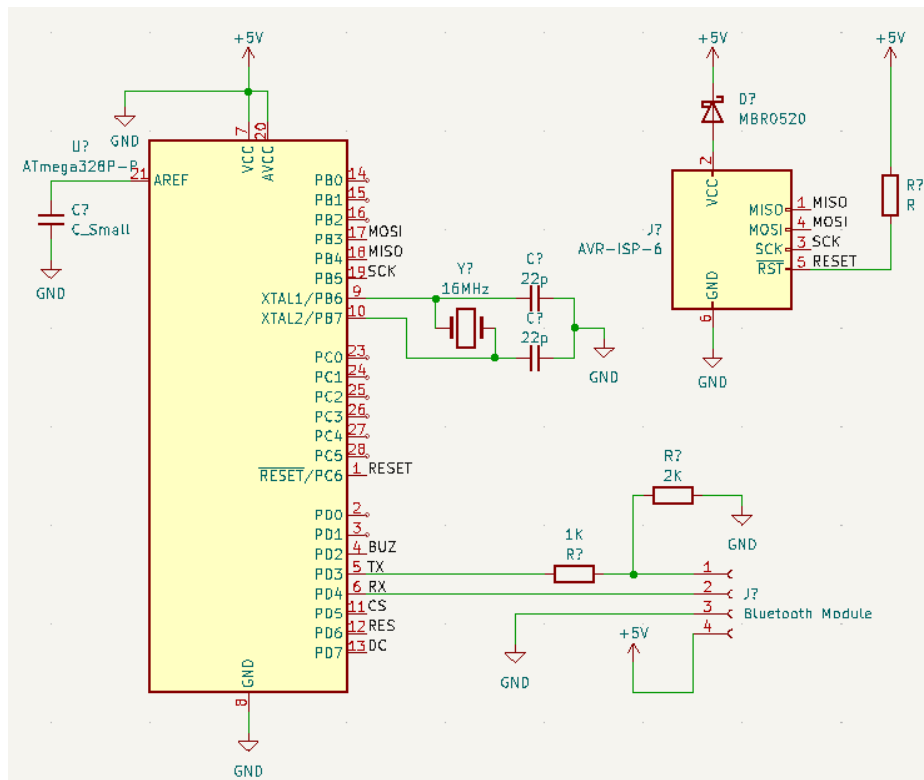 +5V
GND
U?
ATmega328P-P
21
AREF
7
VCC
20
AVCC
C?
C_Small
GND
PB0
14
PB1
15
PB2
16
PB3
17
MOSI
PB4
18
MISO
PB5
19
SCK
XTAL1/PB6
9
XTAL2/PB7
10
PC0
23
PC1
24
PC2
25
PC3
26
PC4
27
PC5
28
RESET/PC6
1
RESET
PD0
2
PD1
3
PD2
4
BUZ
PD3
5
TX
PD4
6
RX
PD5
11
CS
PD6
12
RES
PD7
13
DC
GND
8
GND
Y?
16MHz
C?
22p
C?
22p
GND
+5V
D?
MBR0520
2
VCC
J?
AVR-ISP-6
MISO
1
MISO
MOSI
4
MOSI
SCK
3
SCK
RST
5
RESET
GND
6
GND
+5V
R?
R
R?
2K
GND
1K
R?
1
2
3
4
J?
Bluetooth Module
GND
+5V